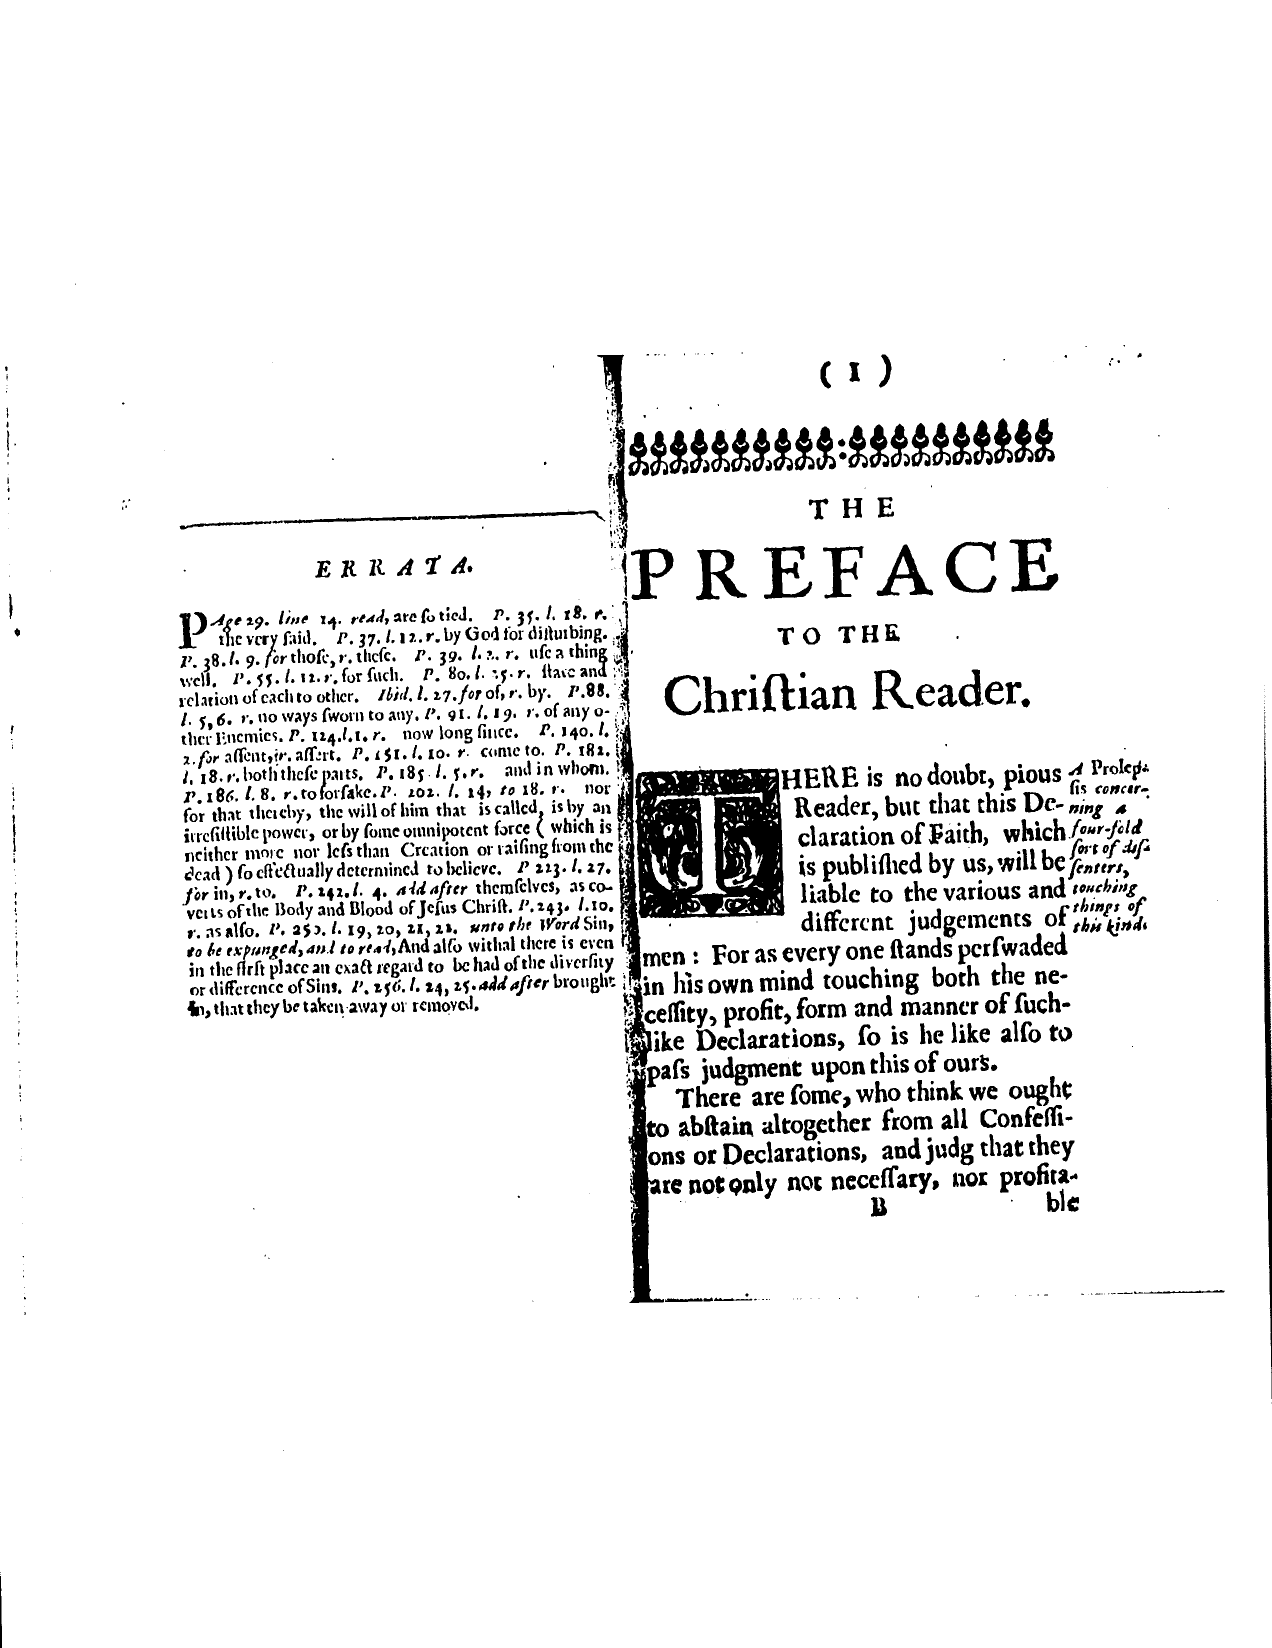 ERRATA.
PAge 29. line 14. read, are ſo tied. P. 35. l. 18. r.
the very ſaid. P. 37. l. 12. r. by God for diſturbing.
P. 38. l. 9. for thoſe, r. theſe. P. 39. l. 2. r. uſe a thing
well. P. 55. l. 12. r. for ſuch. P. 80. l. 25. r. ſtate and
relation of each to other. Ibid. l. 27. for of, r. by. P. 88.
l. 5, 6. r. no ways ſworn to any. P. 91. l. 19. r. of any o-
ther Enemies. P. 124. l. 1. r. now long ſince. P. 140. l.
2. for aſſent, r. aſſert. P. 151. l. 10. r. come to. P. 182.
l. 18. r. both theſe parts. P. 185. l. 5. r. and in whom.
P. 186. l. 8. r. to forſake. P. 202. l. 14, to 18. r. nor
for that thereby, the will of him that is called, is by an
irreſiſtible power, or by ſome omnipotent force ( which is
neither more nor leſs than Creation or raiſing from the
dead ) ſo effectually determined to believe. P 223. l. 27.
for in, r. to. P. 242. l. 4. add after themſelves, as co-
verts of the Body and Blood of Jeſus Chriſt. P. 243. l. 10.
r. as alſo. P. 250. l. 19, 20, 21, 22. unto the Word Sin,
to be expunged, and to read, And alſo withal there is even
in the firſt place an exact regard to be had of the diverſity
or difference of Sins. P. 256. l. 24, 25. add after brought
in, that they be taken away or removed.
( 1 )
THE
PREFACE
TO THE
Chriſtian Reader.
THERE is no doubt, pious
Reader, but that this De-
claration of Faith, which
is publiſhed by us, will be
liable to the various and
different judgements of
men : For as every one ſtands perſwaded
in his own mind touching both the ne-
ceſſity, profit, form and manner of ſuch-
like Declarations, ſo is he like alſo to
paſs judgment upon this of ours.
There are ſome, who think we ought
to abſtain altogether from all Confeſſi-
ons or Declarations, and judg that they
are not only not neceſſary, nor profita-
B ble
A Prolep-
ſis concer-
ning a
four-fold
ſort of diſ-
ſenters,
touching
things of
this kind.